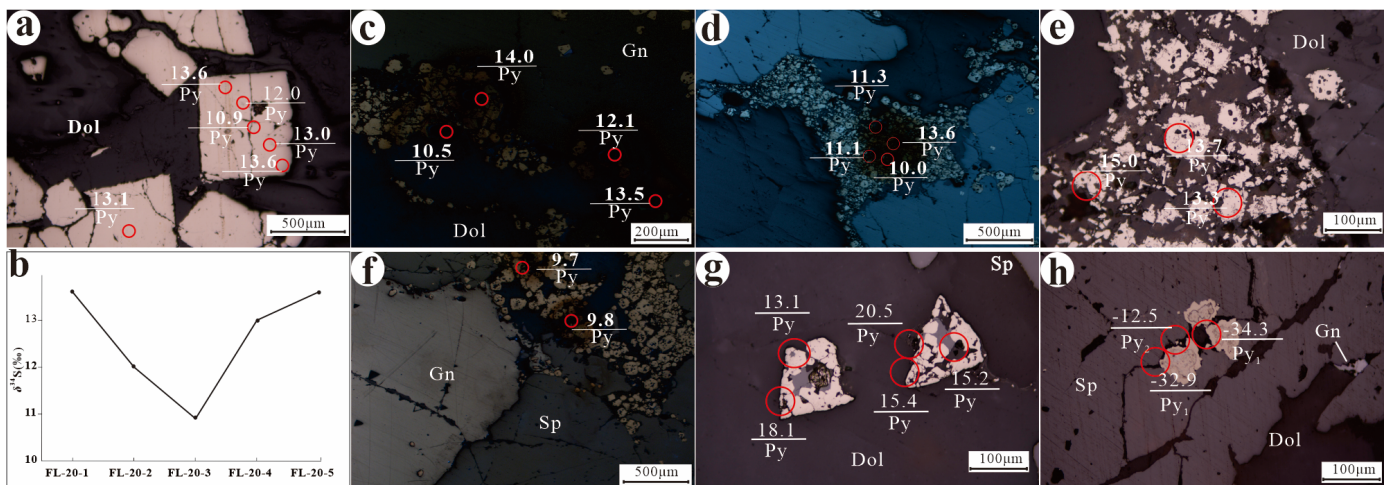 a
13.6
Py
12.0
Py
10.9
Py
13.0
Py
13.6
Py
13.1
Py
Dol
500μm
b
δ³⁴S(‰)
13
12
11
10
FL-20-1 FL-20-2 FL-20-3 FL-20-4 FL-20-5
c
Gn
14.0
Py
10.5
Py
12.1
Py
13.5
Py
Dol
200μm
d
11.3
Py
13.6
Py
11.1
Py
10.0
Py
500μm
e
Dol
13.7
Py
15.0
Py
13.3
Py
100μm
f
9.7
Py
9.8
Py
Gn
Sp
500μm
g
Sp
13.1
Py
20.5
Py
18.1
Py
15.4
Py
15.2
Py
Dol
100μm
h
-12.5
Py₂
-34.3
Py₁
-32.9
Py₁
Gn
Sp
Dol
100μm